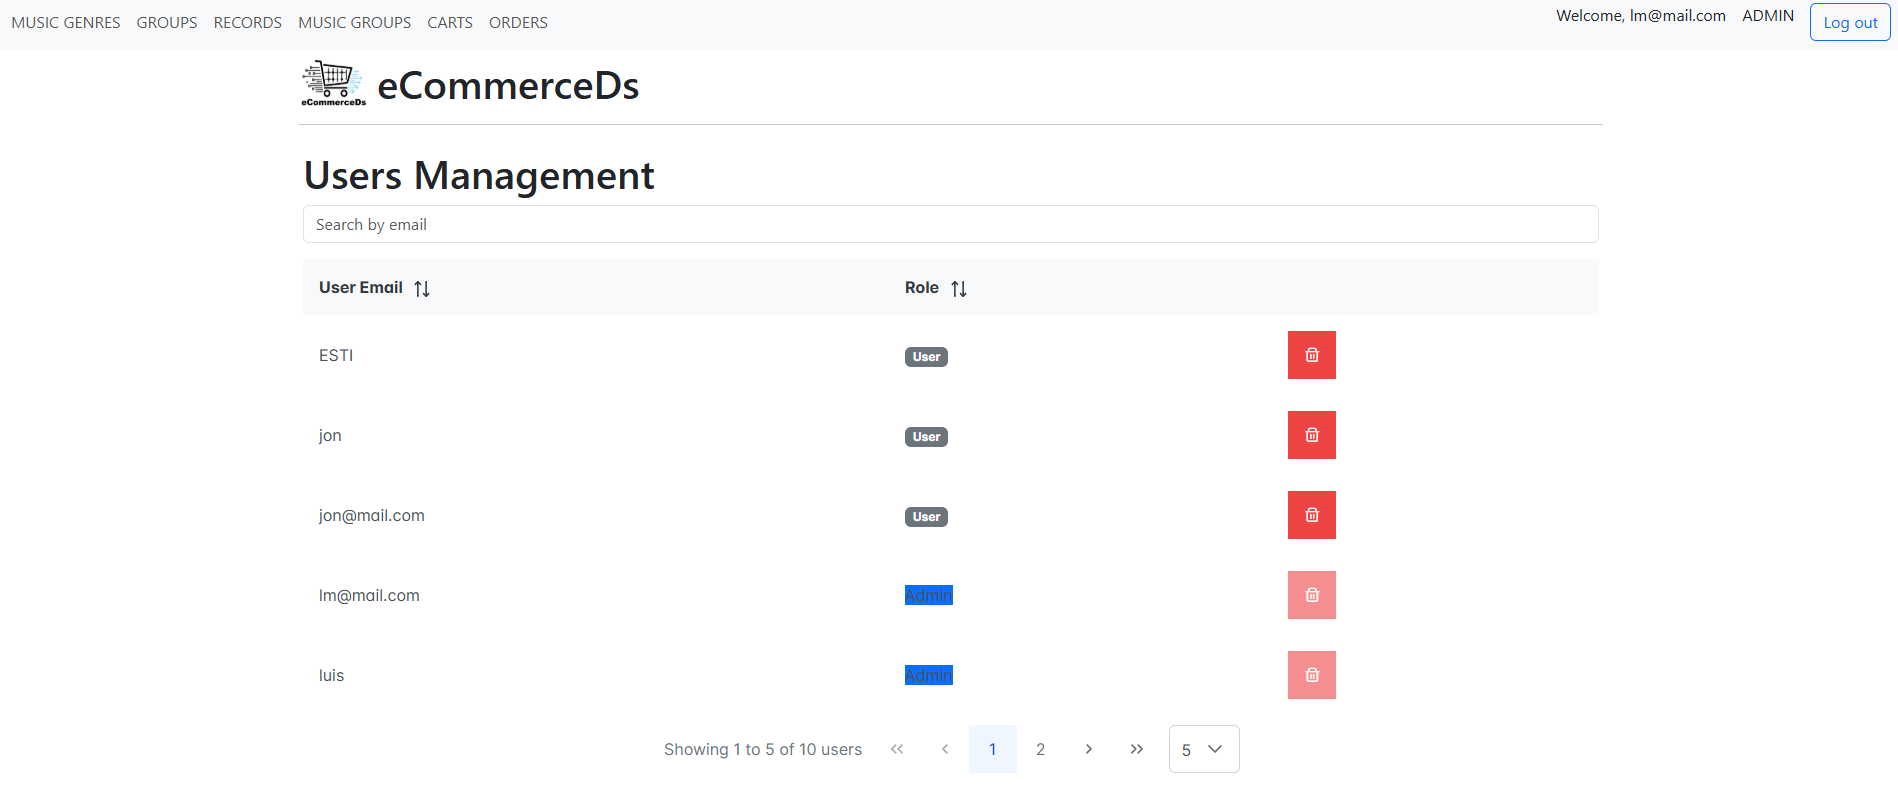 MUSIC GENRES GROUPS RECORDS MUSIC GROUPS CARTS ORDERS Welcome, lm@mail.com ADMIN Log out
eCommerceDs eCommerceDs
Users Management
Search by email
User Email Role
ESTI User
jon User
jon@mail.com User
lm@mail.com Admin
luis Admin
Showing 1 to 5 of 10 users 1 2 5